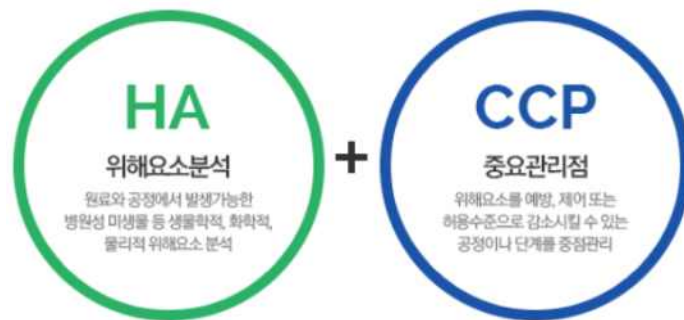 HA
위해요소분석
원료와 공정에서 발생가능한
병원성 미생물 등 생물학적, 화학적,
물리적 위해요소 분석
+
CCP
중요관리점
위해요소를 예방, 제어 또는
허용수준으로 감소시킬 수 있는
공정이나 단계를 중점관리